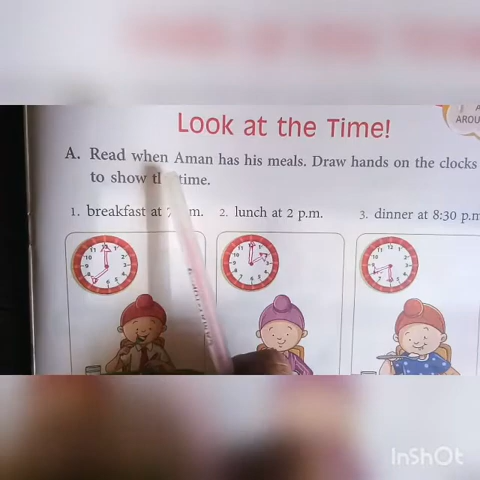 AROU
Look at the Time!
A. Read when Aman has his meals. Draw hands on the clocks
to show time.
1. breakfast at 7 m. 2. lunch at 2 p.m. 3. dinner at 8:30 p.m
InShOt